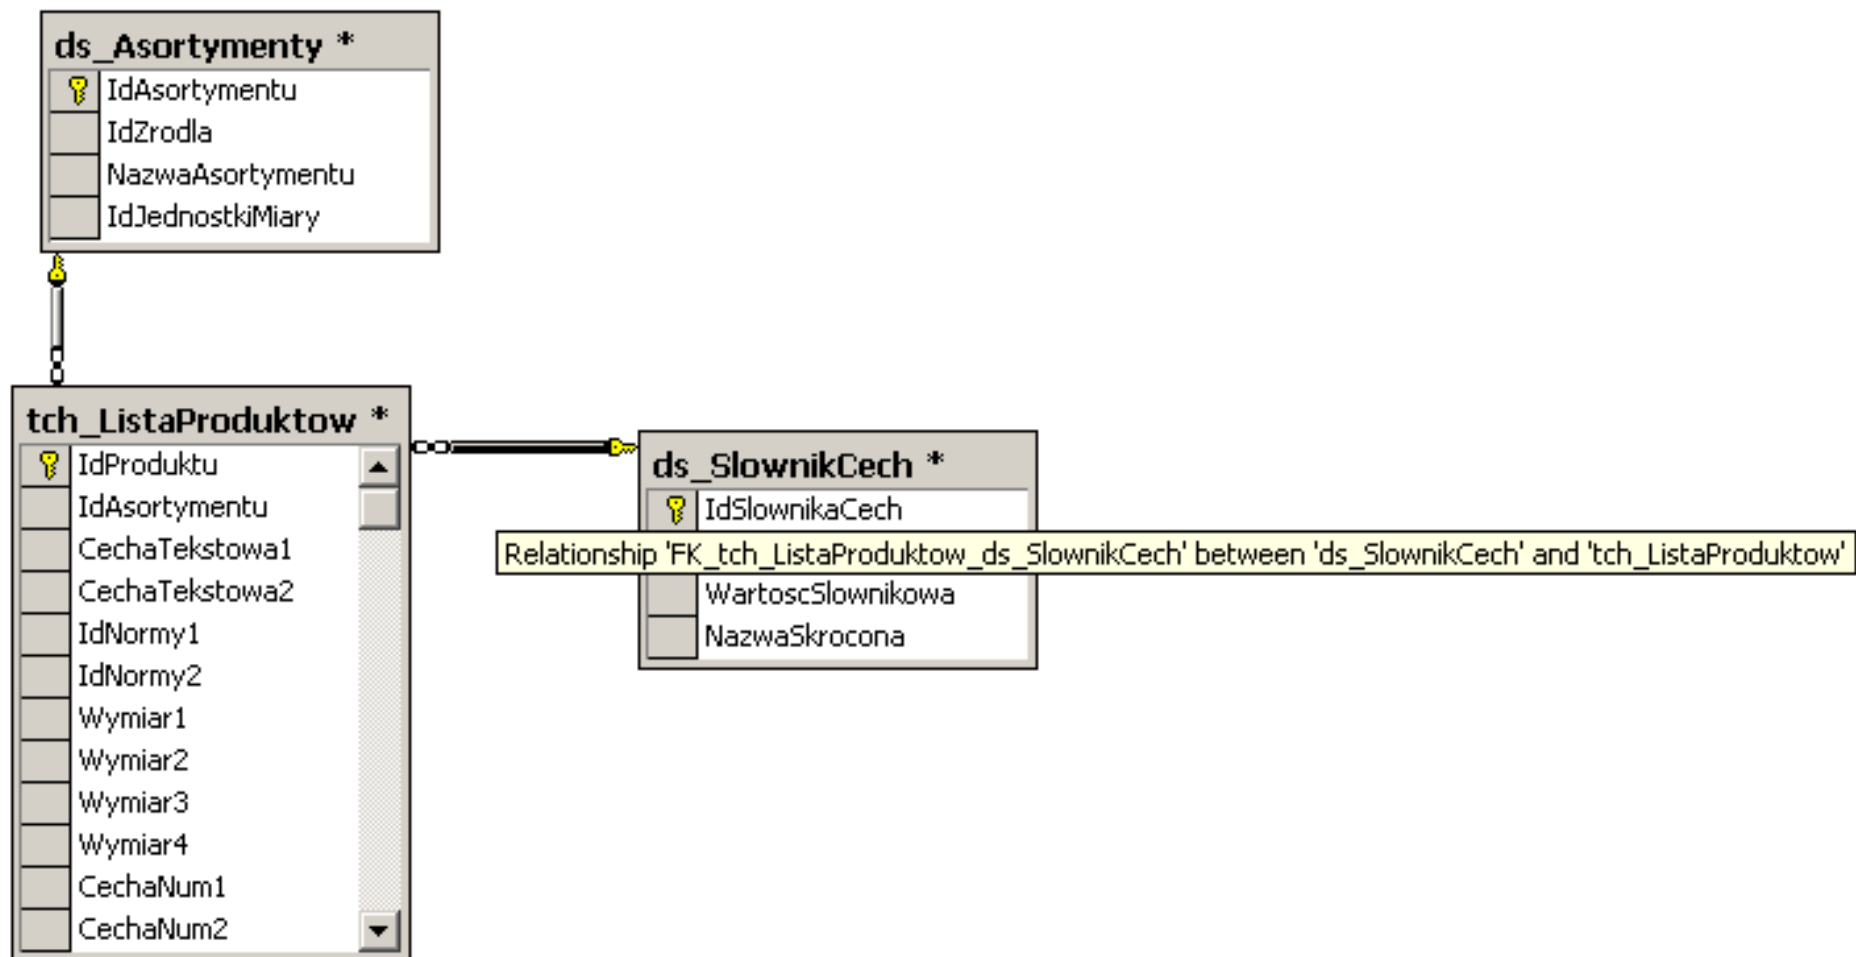 ds_Asortymenty *
IdAsortymentu
IdZrodla
NazwaAsortymentu
IdJednostkiMiary
tch_ListaProduktow *
IdProduktu
IdAsortymentu
CechaTekstowa1
CechaTekstowa2
IdNormy1
IdNormy2
Wymiar1
Wymiar2
Wymiar3
Wymiar4
CechaNum1
CechaNum2
ds_SlownikCech *
IdSlownikaCech
Relationship 'FK_tch_ListaProduktow_ds_SlownikCech' between 'ds_SlownikCech' and 'tch_ListaProduktow'
WartoscSlownikowa
NazwaSkrocona